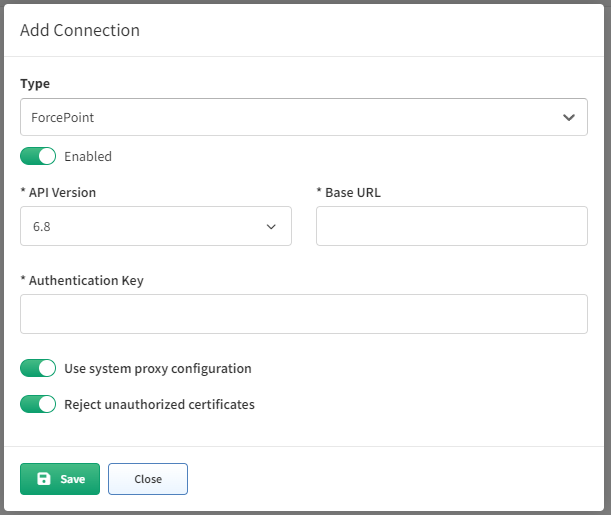 Add Connection
Type
ForcePoint
Enabled
* API Version * Base URL
6.8
* Authentication Key
Use system proxy configuration
Reject unauthorized certificates
Save Close